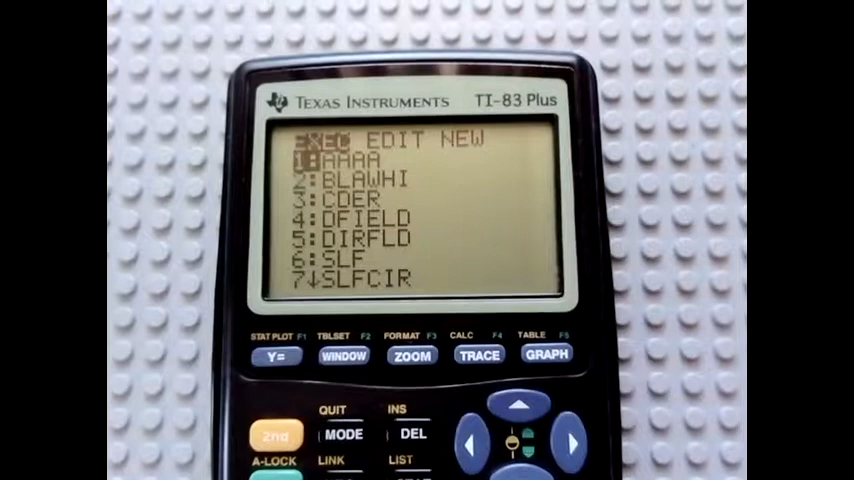 TEXAS INSTRUMENTS TI-83 Plus
EXEC EDIT NEW
1:AAAA
2:BLAWHI
3:CDER
4:DFIELD
5:DIRFLD
6:SLF
7↓SLFCIR
STAT PLOT F1 TBLSET F2 FORMAT F3 CALC F4 TABLE F5
Y= WINDOW ZOOM TRACE GRAPH
QUIT INS
2nd MODE DEL
A-LOCK LINK LIST